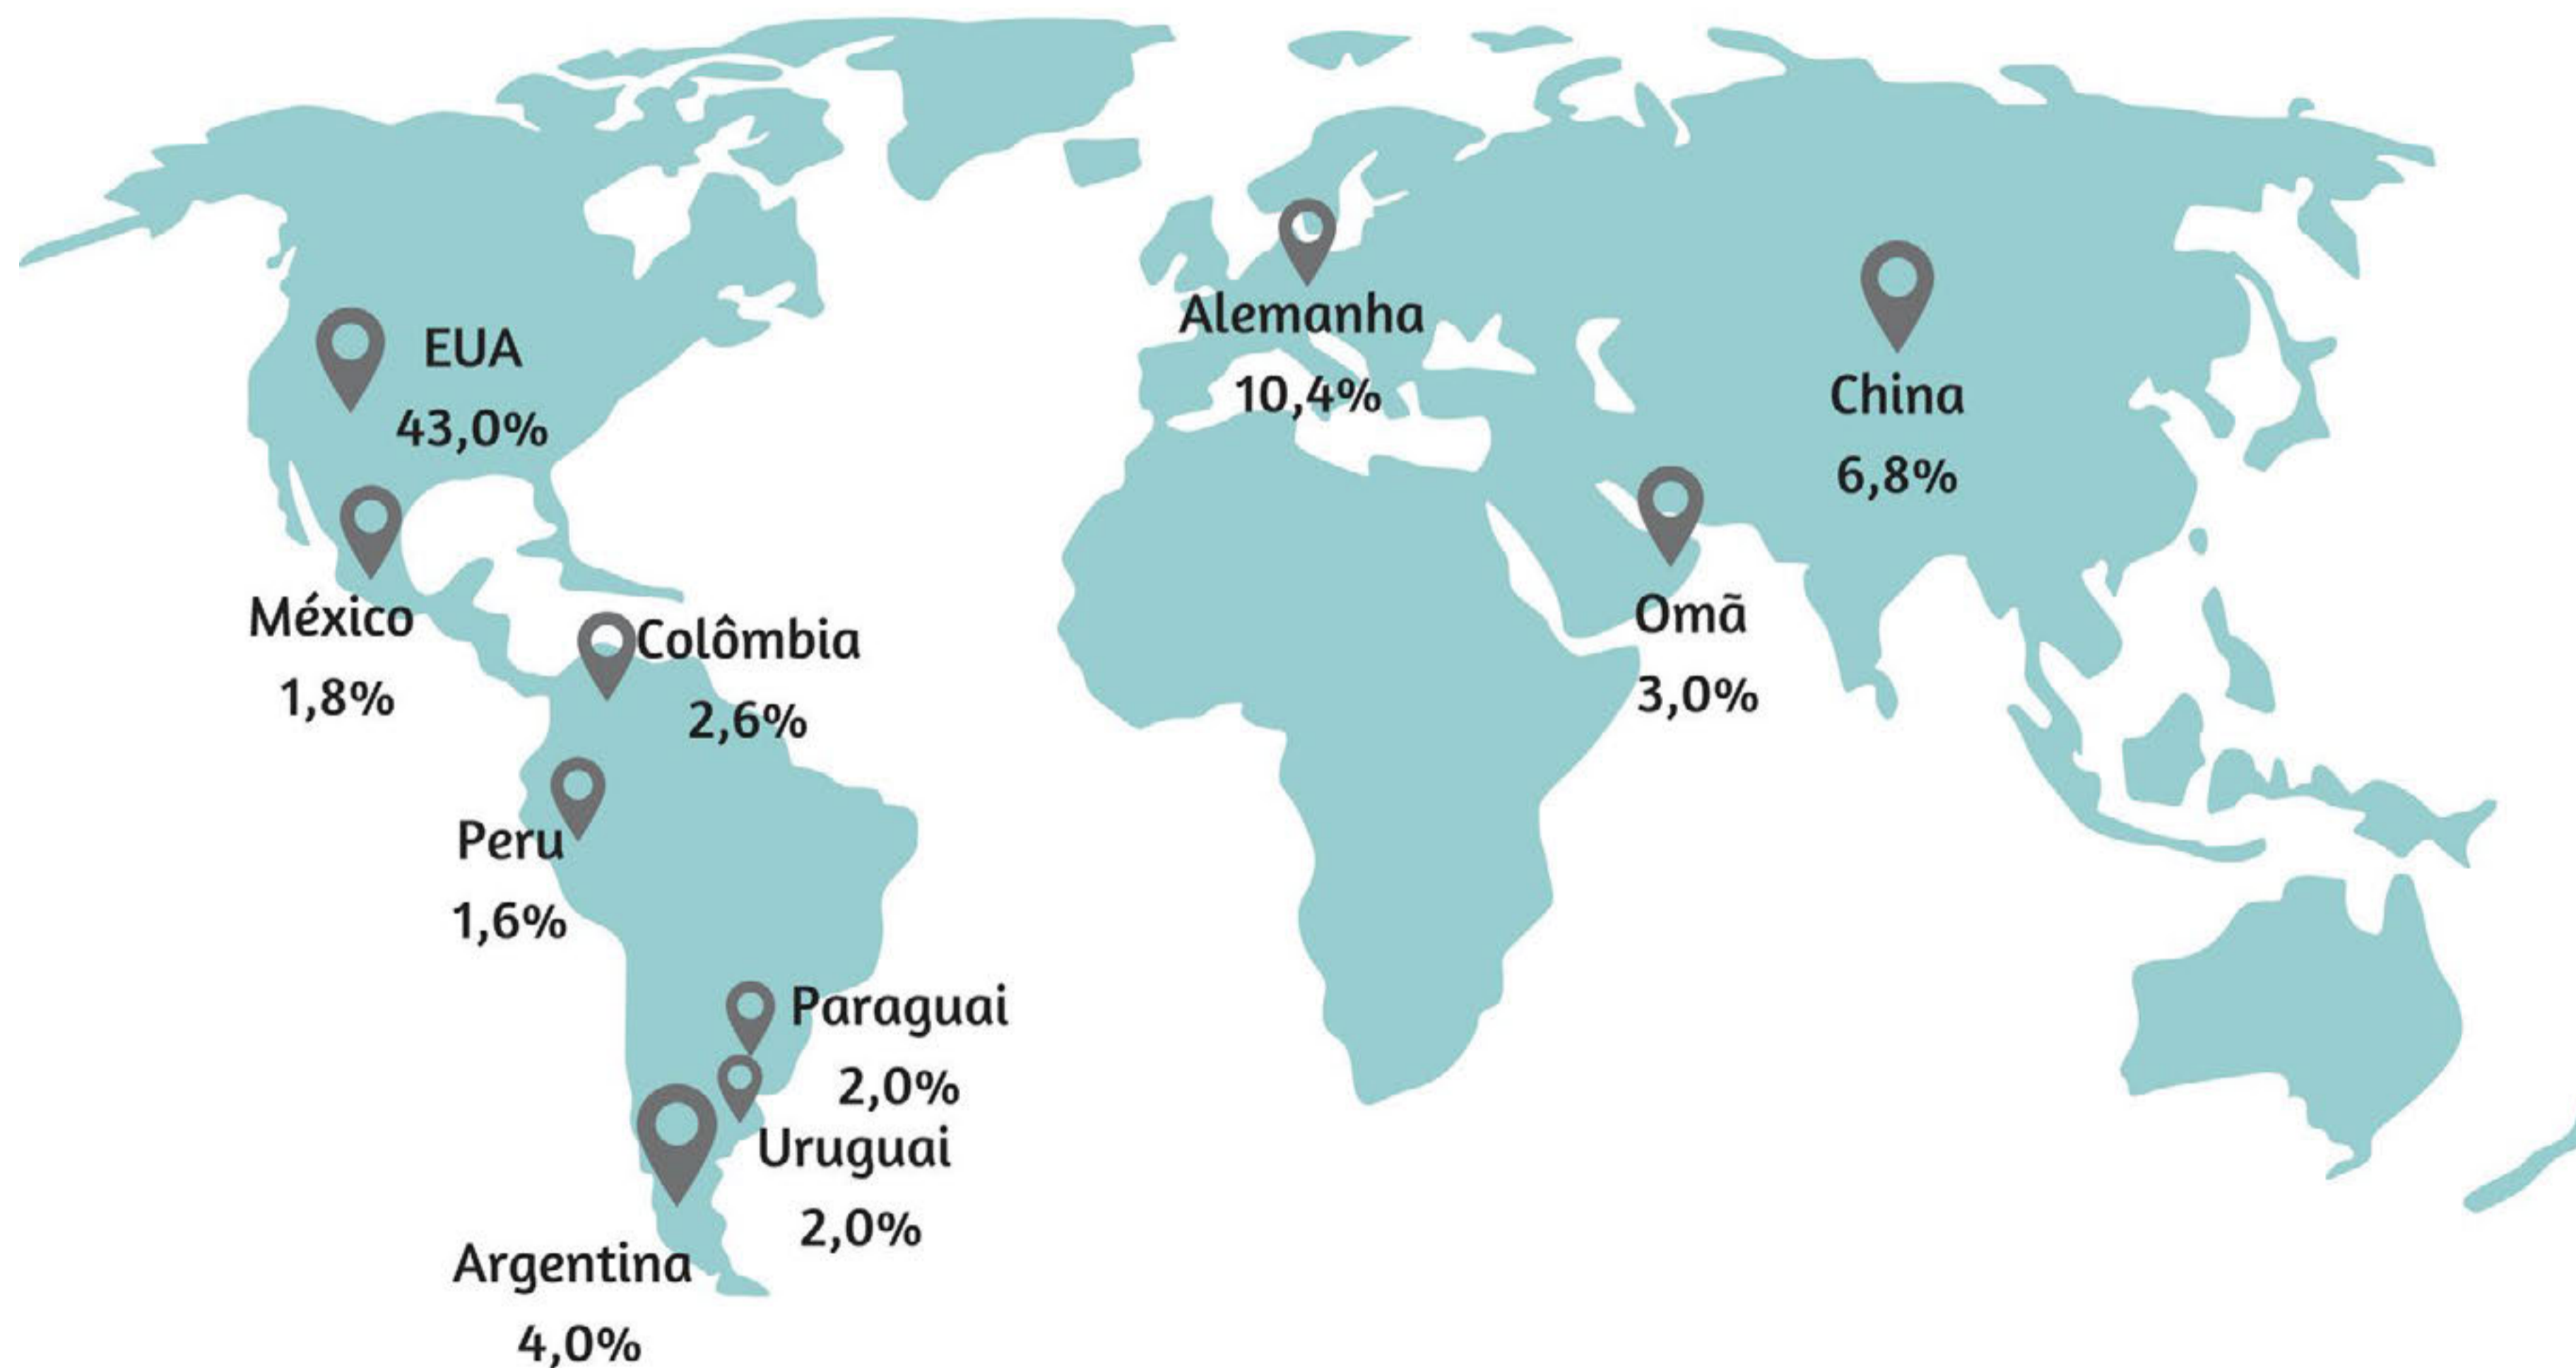 EUA
43,0%
México
1,8%
Colômbia
2,6%
Peru
1,6%
Paraguai
2,0%
Uruguai
2,0%
Argentina
4,0%
Alemanha
10,4%
Omã
3,0%
China
6,8%